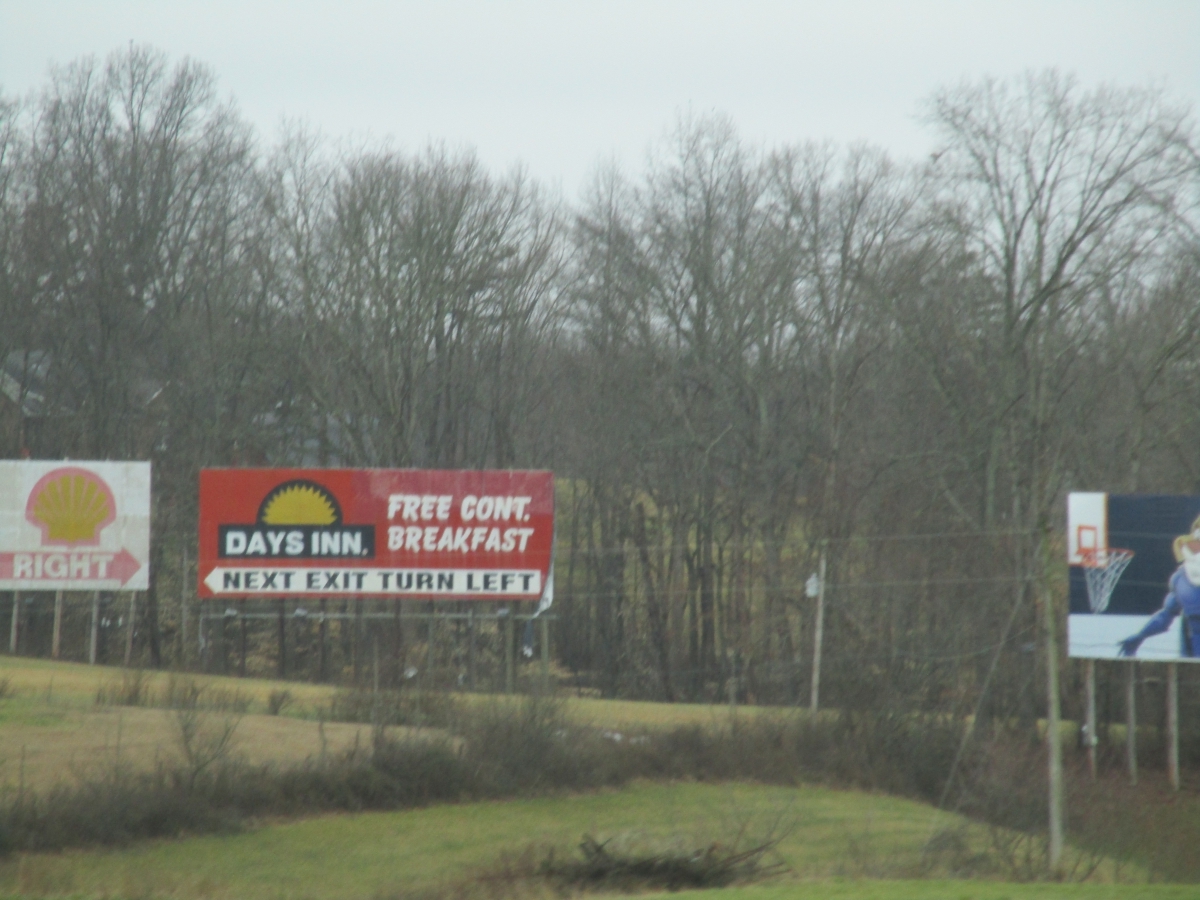 RIGHT
DAYS INN.
FREE CONT.
BREAKFAST
NEXT EXIT TURN LEFT